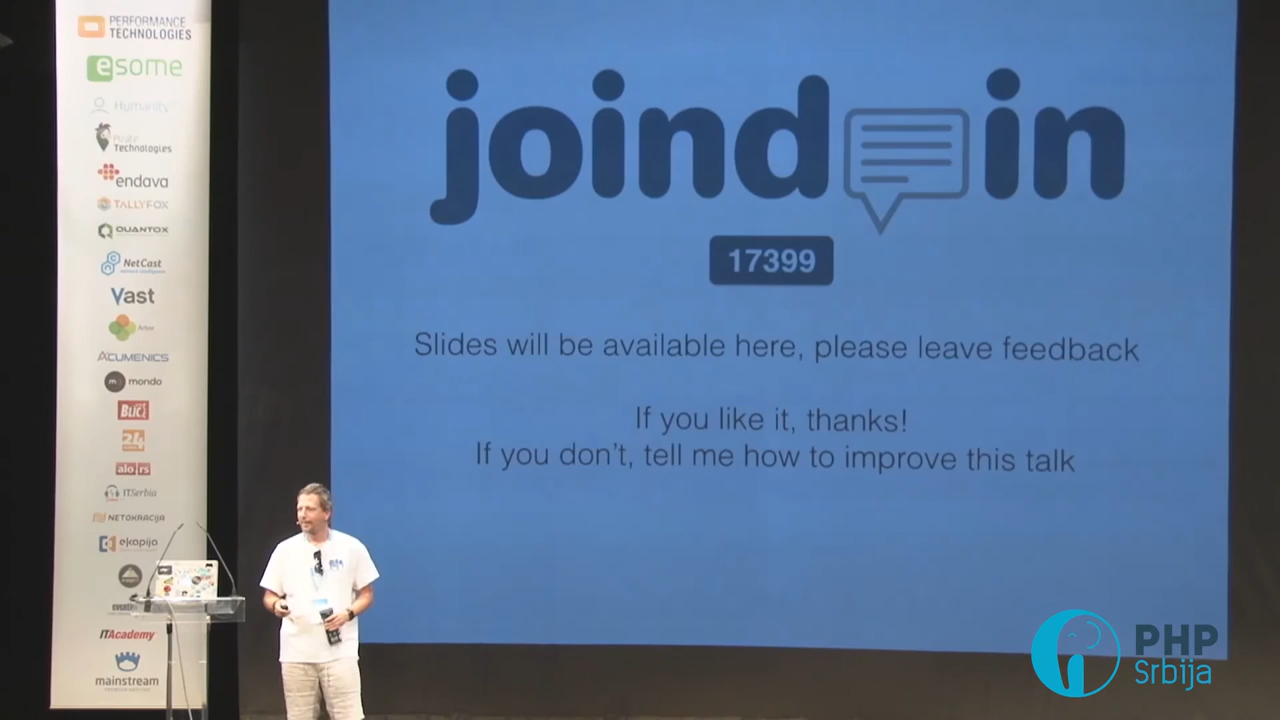 PERFORMANCE
TECHNOLOGIES
esome
Humanity
Pirate
Technologies
endava
TALLYFOX
QUANTOX
NetCast
Vast
ACUMENICS
mondo
BLIC
24
alo!rs
ITSerbia
NETOKRACIJA
ekapija
ITAcademy
mainstream
joind in
17399
Slides will be available here, please leave feedback
If you like it, thanks!
If you don't, tell me how to improve this talk
PHP
Srbija